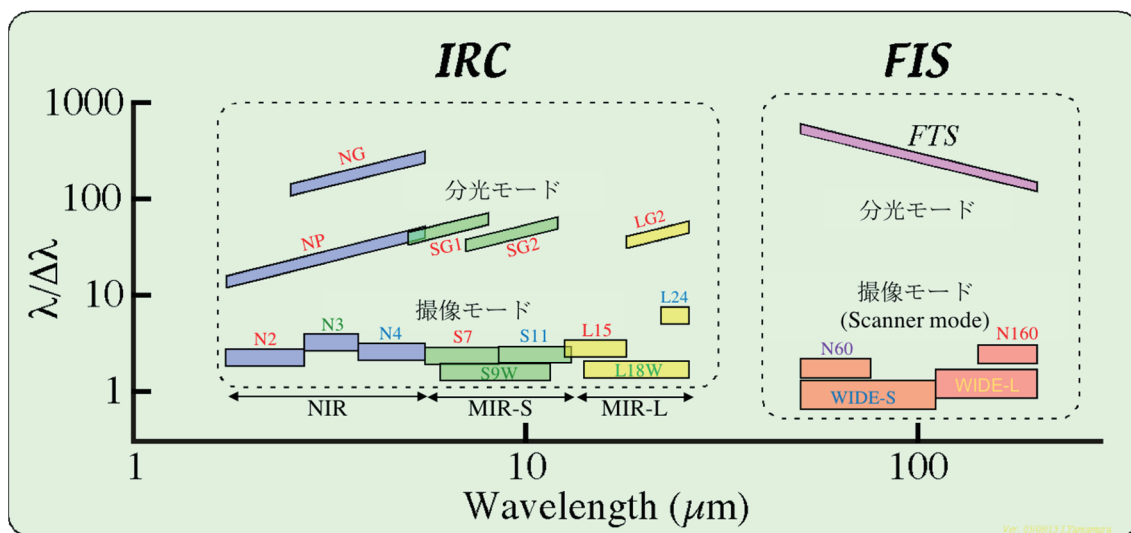 IRC
FIS
1000
100
10
1
λ/Δλ
NG
分光モード
NP
SG1
SG2
LG2
撮像モード
L24
N2
N3
N4
S7
S11
L15
S9W
L18W
NIR
MIR-S
MIR-L
FTS
分光モード
撮像モード
(Scanner mode)
N60
N160
WIDE-S
WIDE-L
1
10
100
Wavelength (μm)